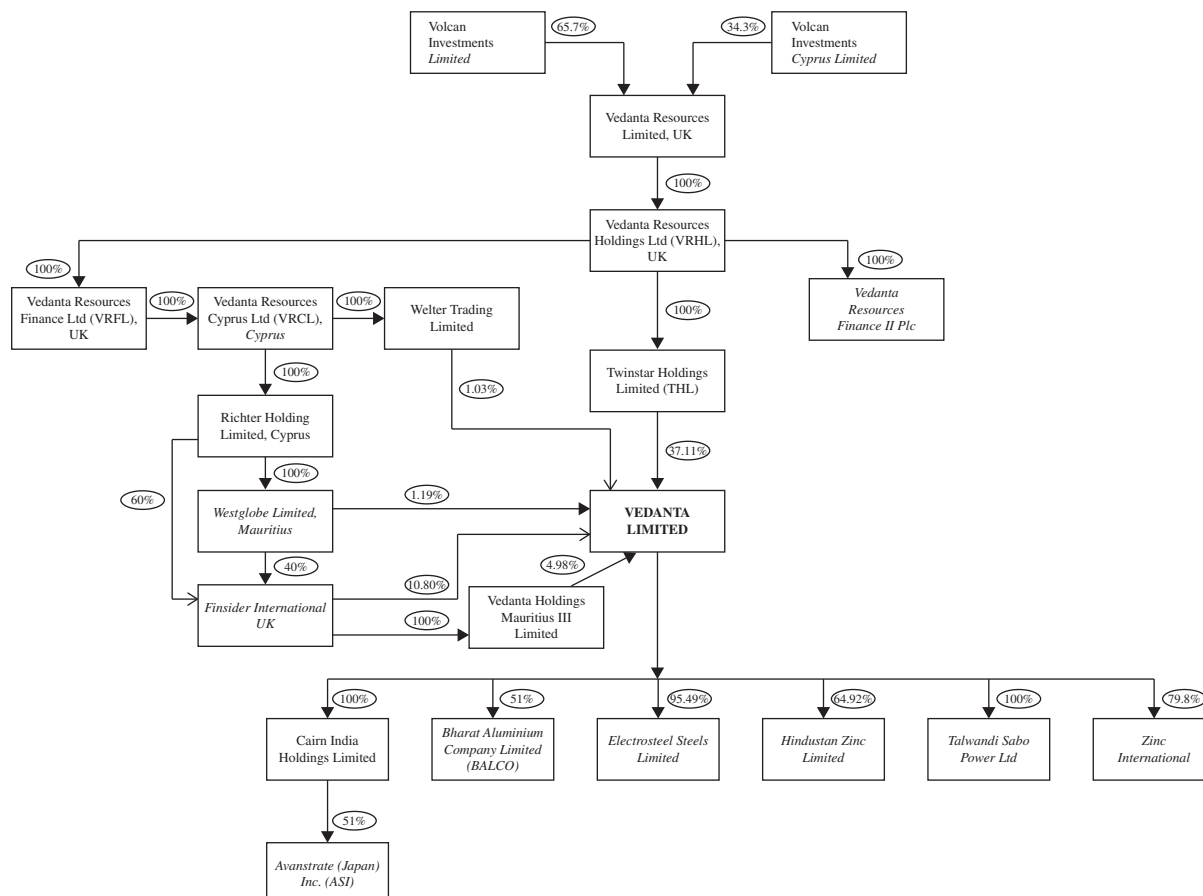 Volcan
Investments
Limited
65.7%
34.3%
Volcan
Investments
Cyprus Limited
Vedanta Resources
Limited, UK
100%
Vedanta Resources
Holdings Ltd (VRHL),
UK
100%
100%
Vedanta Resources
Finance Ltd (VRFL),
UK
100%
Vedanta Resources
Cyprus Ltd (VRCL),
Cyprus
100%
Welter Trading
Limited
100%
Vedanta
Resources
Finance II Plc
100%
1.03%
Twinstar Holdings
Limited (THL)
Richter Holding
Limited, Cyprus
37.11%
100%
60%
Westglobe Limited,
Mauritius
1.19%
VEDANTA
LIMITED
40%
10.80%
4.98%
Finsider International
UK
100%
Vedanta Holdings
Mauritius III
Limited
100%
51%
95.49%
64.92%
100%
79.8%
Cairn India
Holdings Limited
Bharat Aluminium
Company Limited
(BALCO)
Electrosteel Steels
Limited
Hindustan Zinc
Limited
Talwandi Sabo
Power Ltd
Zinc
International
51%
Avanstrate (Japan)
Inc. (ASI)